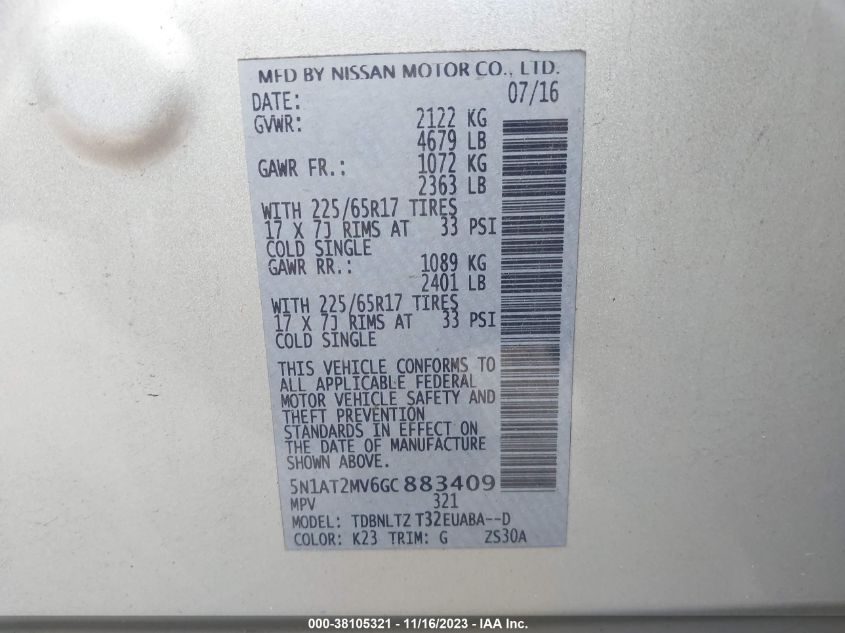 MFD BY NISSAN MOTOR CO., LTD.
DATE: 07/16
GVWR: 2122 KG
4679 LB
GAWR FR.: 1072 KG
2363 LB
WITH 225/65R17 TIRES
17 X 7J RIMS AT 33 PSI
COLD SINGLE
GAWR RR.: 1089 KG
2401 LB
WITH 225/65R17 TIRES
17 X 7J RIMS AT 33 PSI
COLD SINGLE
THIS VEHICLE CONFORMS TO
ALL APPLICABLE FEDERAL
MOTOR VEHICLE SAFETY AND
THEFT PREVENTION
STANDARDS IN EFFECT ON
THE DATE OF MANUFACTURE
SHOWN ABOVE.
5N1AT2MV6GC883409
MPV 321
MODEL: TDBNLTZ T32EUABA--D
COLOR: K23 TRIM: G ZS30A
000-38105321 - 11/16/2023 - IAA Inc.